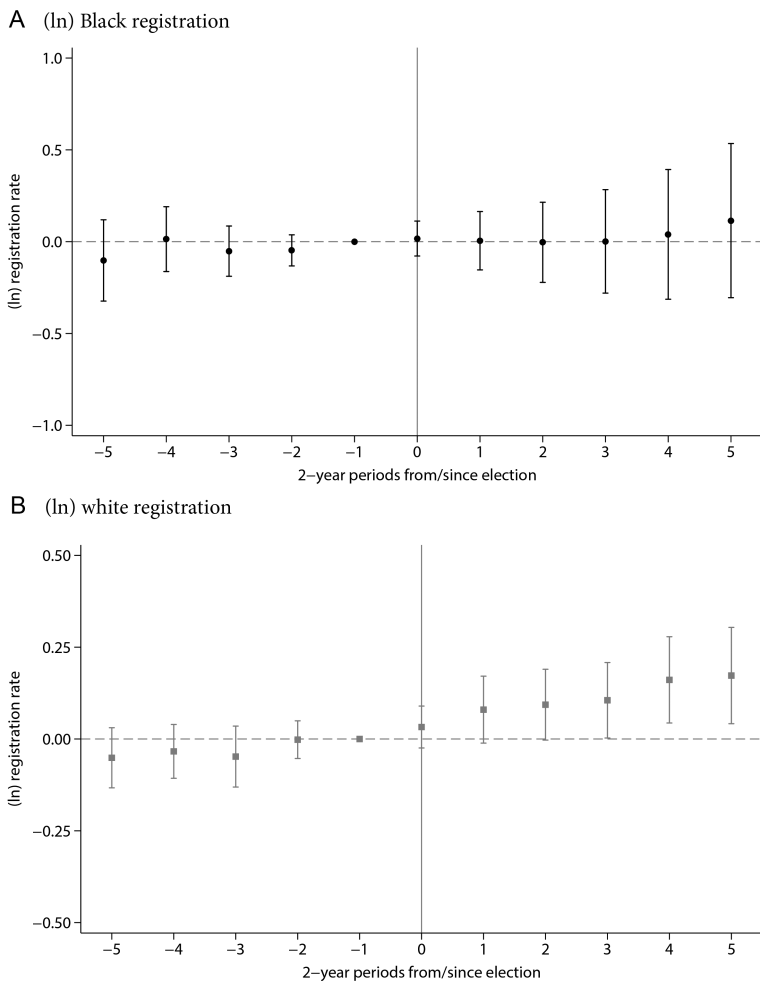 A (ln) Black registration
1.0
0.5
0.0
−0.5
−1.0
(ln) registration rate
−5 −4 −3 −2 −1 0 1 2 3 4 5
2−year periods from/since election
B (ln) white registration
0.50
0.25
0.00
−0.25
−0.50
(ln) registration rate
−5 −4 −3 −2 −1 0 1 2 3 4 5
2−year periods from/since election